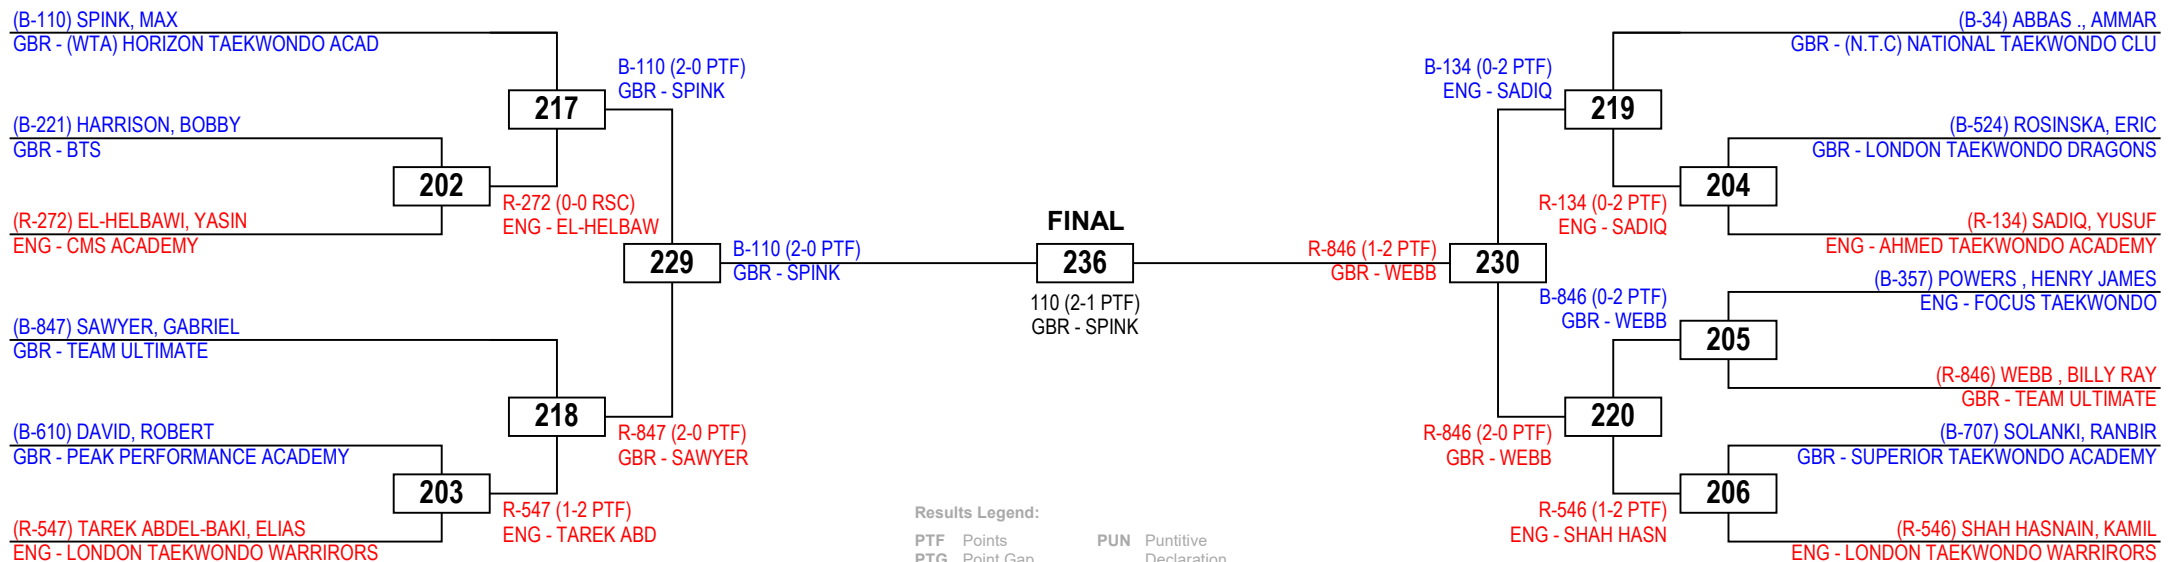 (B-110) SPINK, MAX
GBR - (WTA) HORIZON TAEKWONDO ACAD
(B-221) HARRISON, BOBBY
GBR - BTS
(R-272) EL-HELBAWI, YASIN
ENG - CMS ACADEMY
(B-847) SAWYER, GABRIEL
GBR - TEAM ULTIMATE
(B-610) DAVID, ROBERT
GBR - PEAK PERFORMANCE ACADEMY
(R-547) TAREK ABDEL-BAKI, ELIAS
ENG - LONDON TAEKWONDO WARRIRORS
202
203
R-272 (0-0 RSC)
ENG - EL-HELBAW
R-547 (1-2 PTF)
ENG - TAREK ABD
217
218
B-110 (2-0 PTF)
GBR - SPINK
R-847 (2-0 PTF)
GBR - SAWYER
229
B-110 (2-0 PTF)
GBR - SPINK
FINAL
236
110 (2-1 PTF)
GBR - SPINK
Results Legend:
PTF Points
PUN Puntitive
PTG Point Gap
Declaration
R-846 (1-2 PTF)
GBR - WEBB
230
B-134 (0-2 PTF)
ENG - SADIQ
R-846 (2-0 PTF)
GBR - WEBB
219
220
R-134 (0-2 PTF)
ENG - SADIQ
B-846 (0-2 PTF)
GBR - WEBB
R-546 (1-2 PTF)
ENG - SHAH HASN
204
205
206
(B-34) ABBAS ., AMMAR
GBR - (N.T.C) NATIONAL TAEKWONDO CLU
(B-524) ROSINSKA, ERIC
GBR - LONDON TAEKWONDO DRAGONS
(R-134) SADIQ, YUSUF
ENG - AHMED TAEKWONDO ACADEMY
(B-357) POWERS , HENRY JAMES
ENG - FOCUS TAEKWONDO
(R-846) WEBB , BILLY RAY
GBR - TEAM ULTIMATE
(B-707) SOLANKI, RANBIR
GBR - SUPERIOR TAEKWONDO ACADEMY
(R-546) SHAH HASNAIN, KAMIL
ENG - LONDON TAEKWONDO WARRIRORS